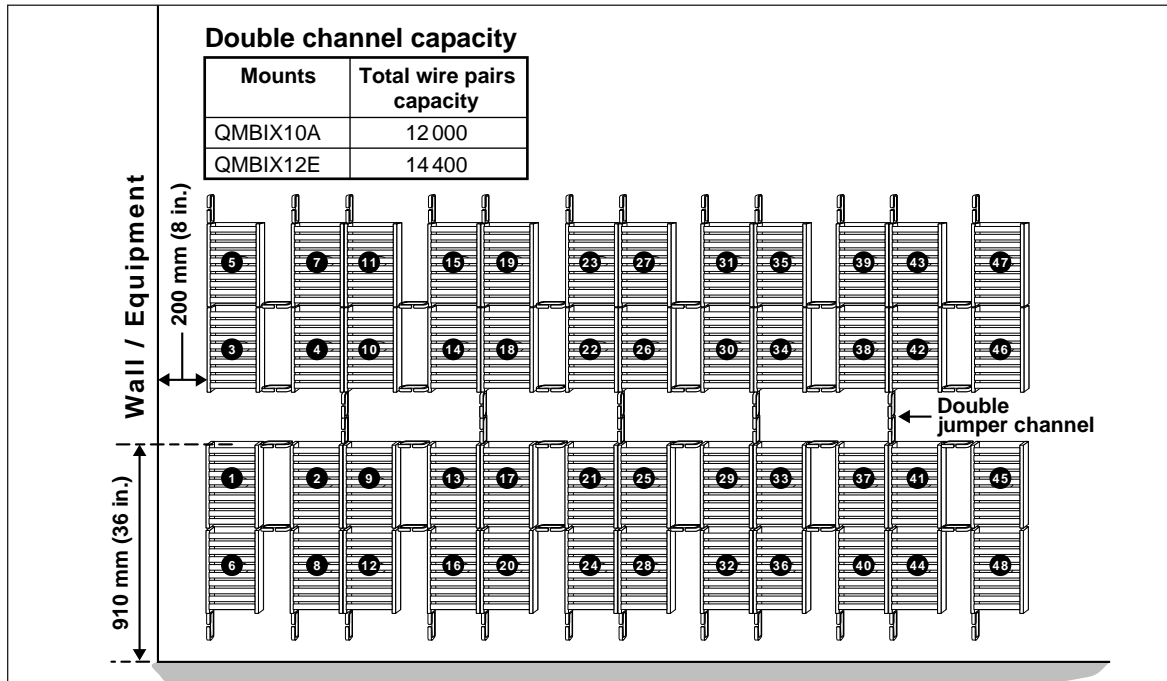 Double channel capacity
Mounts Total wire pairs capacity
QMBIX10A 12 000
QMBIX12E 14 400
Wall / Equipment
200 mm (8 in.)
5 7 11 15 19 23 27 31 35 39 43 47
3 4 10 14 18 22 26 30 34 38 42 46
Double
jumper channel
910 mm (36 in.)
1 2 9 13 17 21 25 29 33 37 41 45
6 8 12 16 20 24 28 32 36 40 44 48